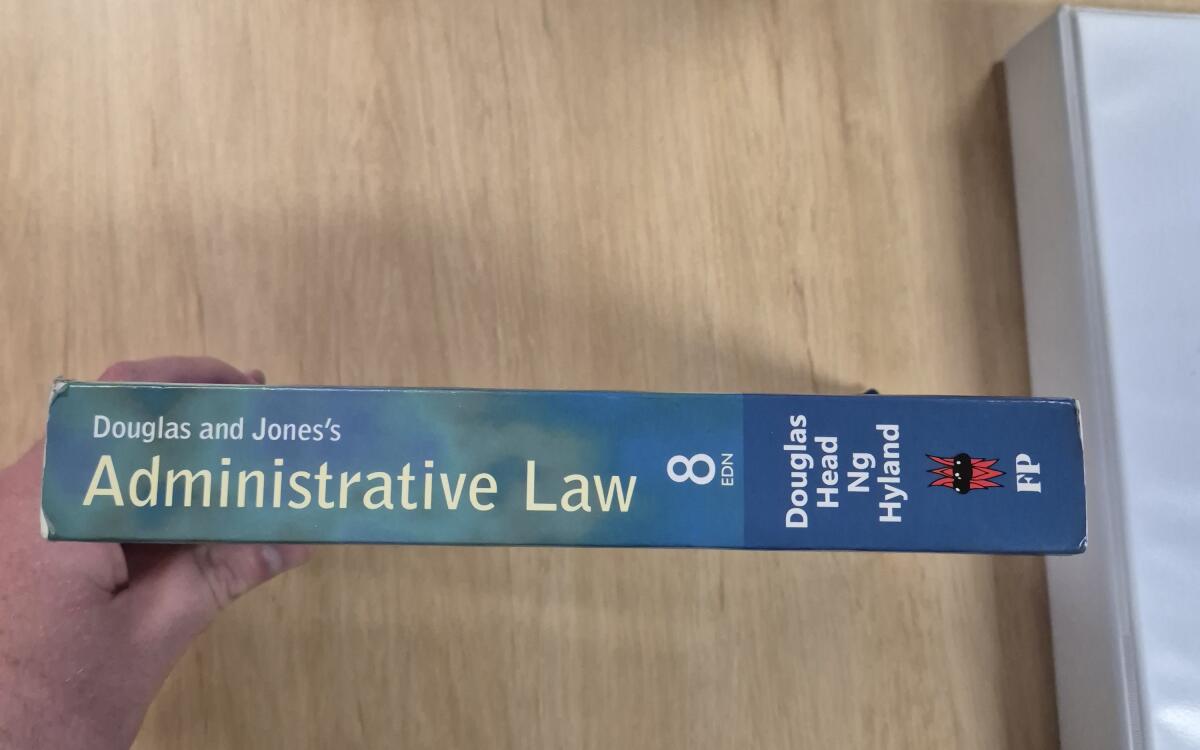 Douglas and Jones's
Administrative Law
8
EDN
Douglas
Head
Ng
Hyland
FP